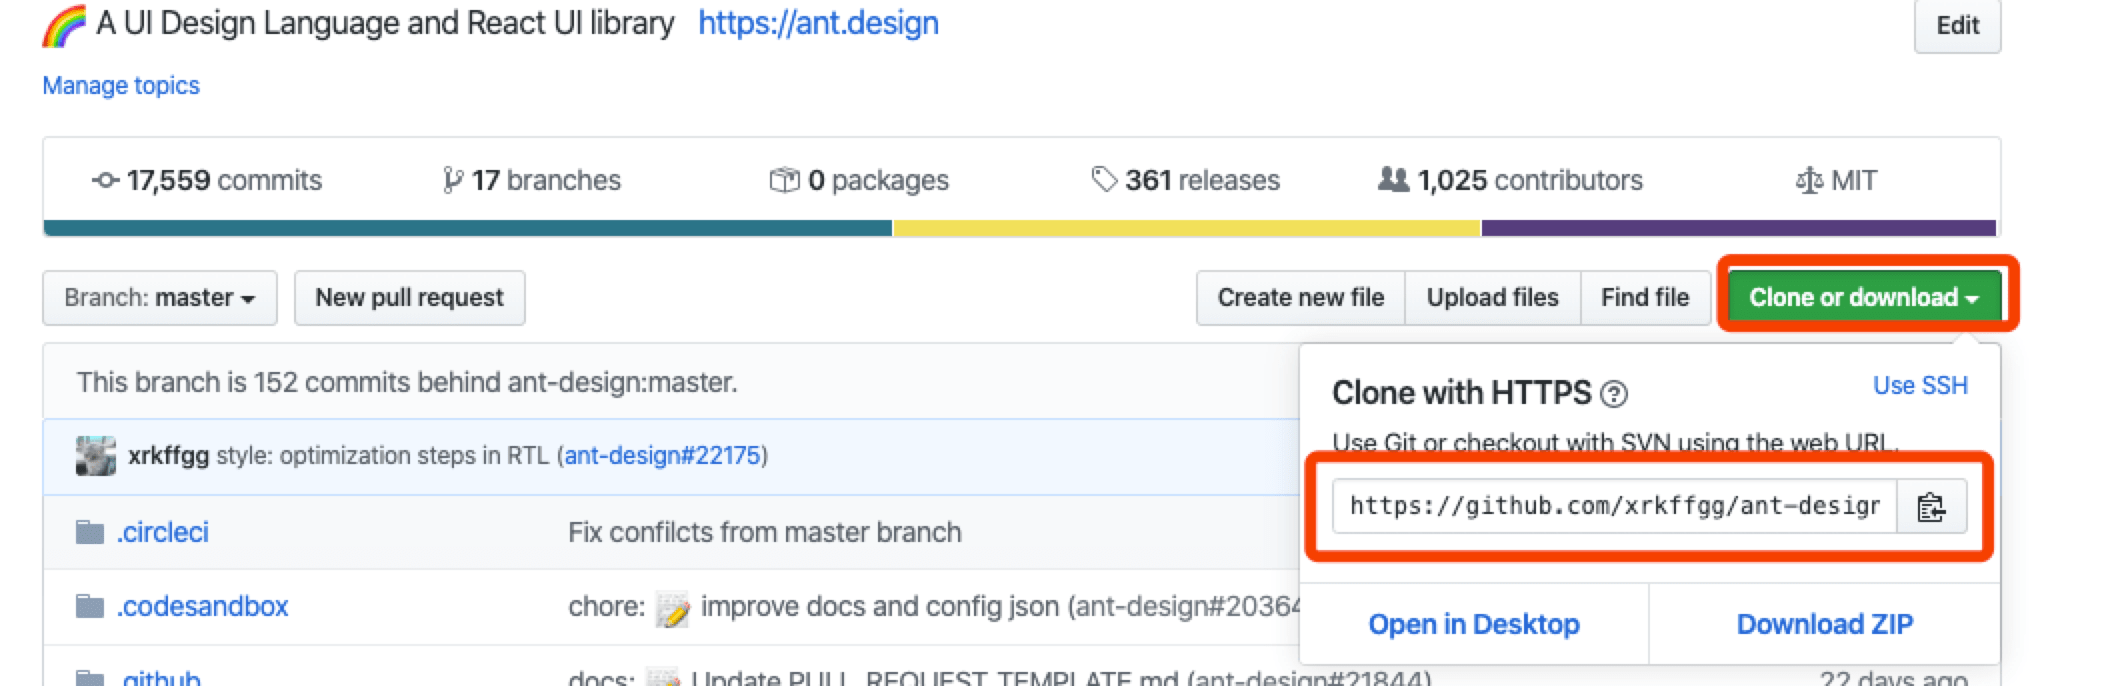 A UI Design Language and React UI library https://ant.design
Edit
Manage topics
17,559 commits 17 branches 0 packages 361 releases 1,025 contributors MIT
Branch: master New pull request Create new file Upload files Find file Clone or download
This branch is 152 commits behind ant-design:master.
Clone with HTTPS Use SSH
Use Git or checkout with SVN using the web URL.
xrkffgg style: optimization steps in RTL (ant-design#22175)
https://github.com/xrkffgg/ant-design
.circleci Fix confilcts from master branch
.codesandbox chore: improve docs and config json (ant-design#20364
Open in Desktop Download ZIP
.github docs: Update PULL_REQUEST_TEMPLATE.md (ant-design#21844) 22 days ago